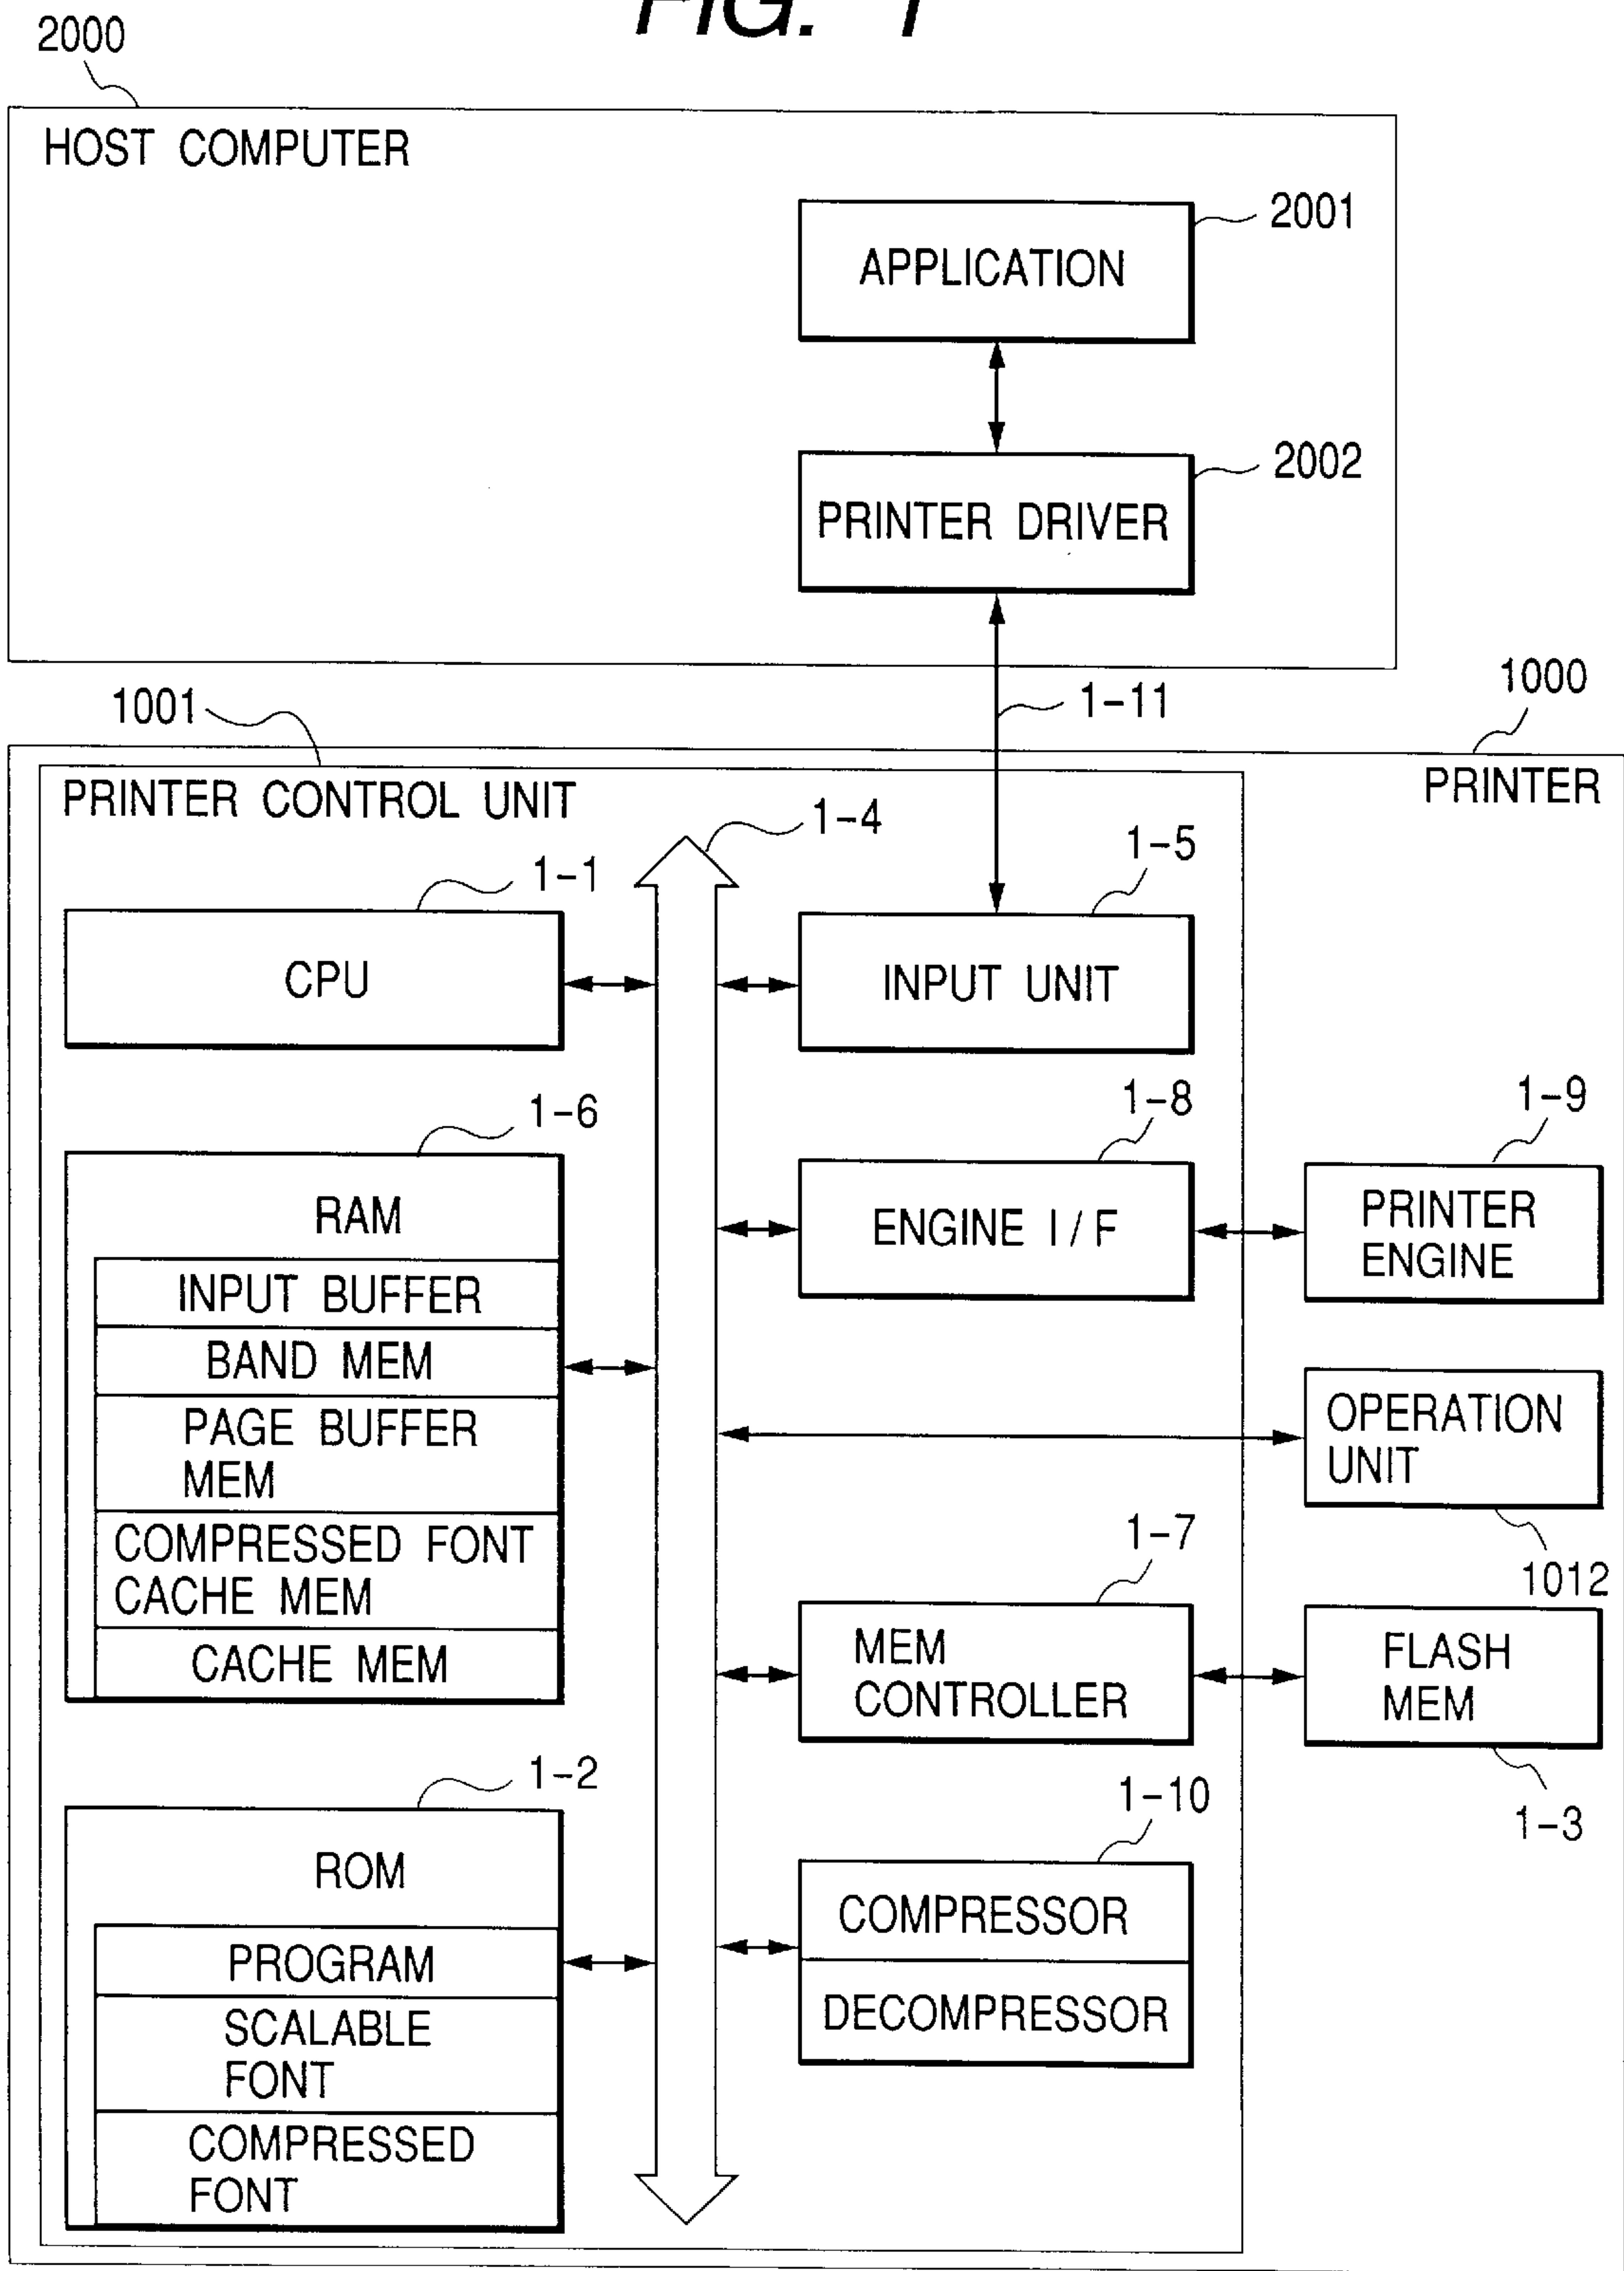 FIG. 1
2000
HOST COMPUTER
2001
APPLICATION
2002
PRINTER DRIVER
1-11
1000
1001
PRINTER
PRINTER CONTROL UNIT
1-4
1-5
1-1
CPU
INPUT UNIT
1-6
1-8
1-9
RAM
ENGINE I/F
PRINTER
ENGINE
INPUT BUFFER
BAND MEM
PAGE BUFFER
MEM
OPERATION
UNIT
1012
COMPRESSED FONT
CACHE MEM
CACHE MEM
1-7
MEM
CONTROLLER
FLASH
MEM
1-3
1-2
1-10
ROM
COMPRESSOR
PROGRAM
DECOMPRESSOR
SCALABLE
FONT
COMPRESSED
FONT